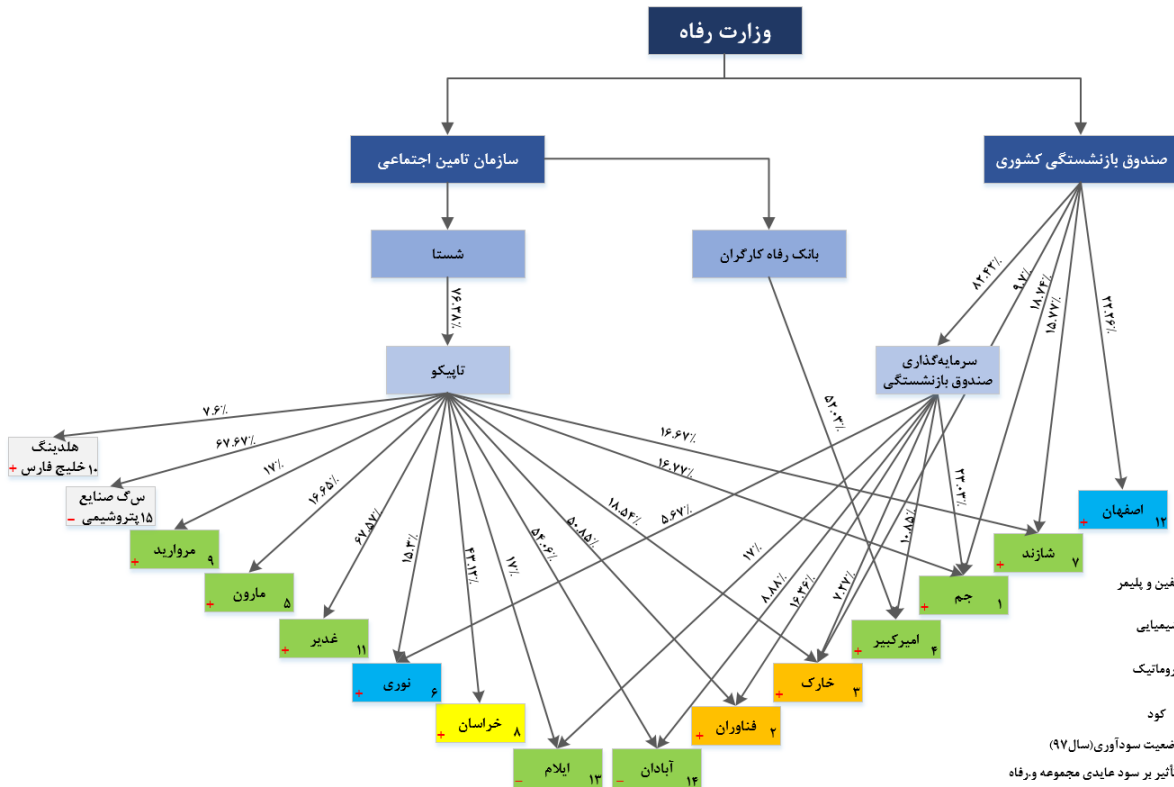 وزارت رفاه
سازمان تامین اجتماعی
صندوق بازنشستگی کشوری
شستا
بانک رفاه کارگران
۷۶.۳۸٪
۸۲.۴۲٪
۹.۷٪
۱۸.۷۴٪
۱۵.۷۷٪
۲۲.۲۶٪
تاپیکو
سرمایه‌گذاری
صندوق بازنشستگی
۷.۶٪
۶۷.۶۷٪
۱۷٪
۱۶.۶۵٪
۶۷.۵۷٪
۱۵.۳٪
۴۳.۱۳٪
۱۷٪
۵۴.۰۶٪
۵۰.۸۵٪
۱۸.۵۴٪
۱۶.۷۷٪
۱۶.۶۷٪
۵۲.۰۳٪
۵.۶۷٪
۱۷٪
۸.۸۸٪
۱۶.۳۶٪
۷.۲۷٪
۱۰.۷۵٪
۲۳.۰۳٪
هلدینگ
خلیج فارس ۱۰ +
س‌گ صنایع
پتروشیمی ۱۵ −
مروارید ۹ +
مارون ۵ +
غدیر ۱۱ +
نوری ۶ +
خراسان ۸ +
ایلام ۱۳ −
آبادان ۱۴ −
فناوران ۲ +
خارک ۳ +
امیرکبیر ۴ +
جم ۱ +
شازند ۷ +
اصفهان ۱۲ +
فین و پلیمر
یمیایی
روماتیک
کود
ضعیت سودآوری(سال۹۷)
أثیر بر سود عایدی مجموعه و.رفاه